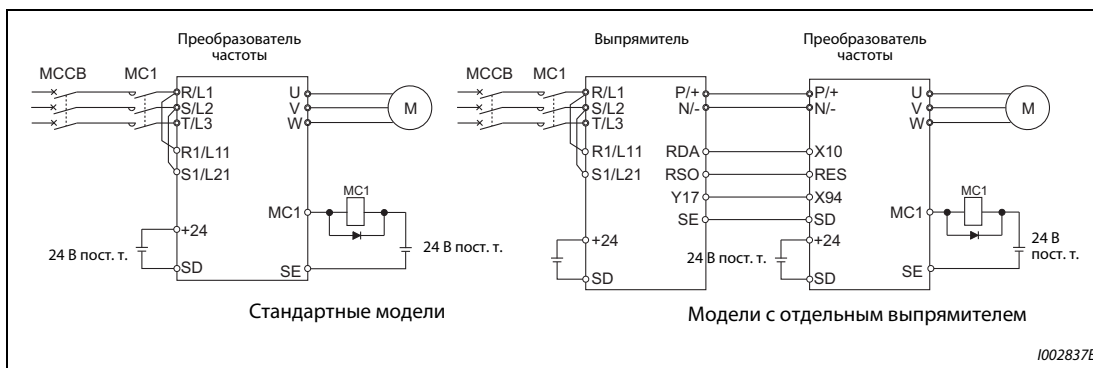 Преобразователь
частоты
MCCB
MC1
R/L1
S/L2
T/L3
R1/L11
S1/L21
+24
SD
24 В пост. т.
U
V
W
M
MC1
MC1
24 В пост. т.
SE
Стандартные модели
Выпрямитель
MCCB
MC1
R/L1
S/L2
T/L3
R1/L11
S1/L21
+24
SD
P/+
N/-
RDA
RSO
Y17
SE
24 В пост. т.
Преобразователь
частоты
P/+
N/-
X10
RES
X94
SD
+24
SD
U
V
W
M
MC1
MC1
24 В
пост. т.
SE
Модели с отдельным выпрямителем
I002837E